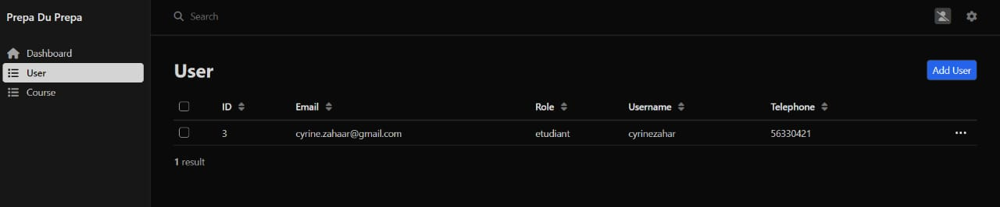 Prepa Du Prepa
Search
Dashboard
User
Course
User
Add User
ID Email Role Username Telephone
3 cyrine.zahaar@gmail.com etudiant cyrinezahar 56330421 ...
1 result